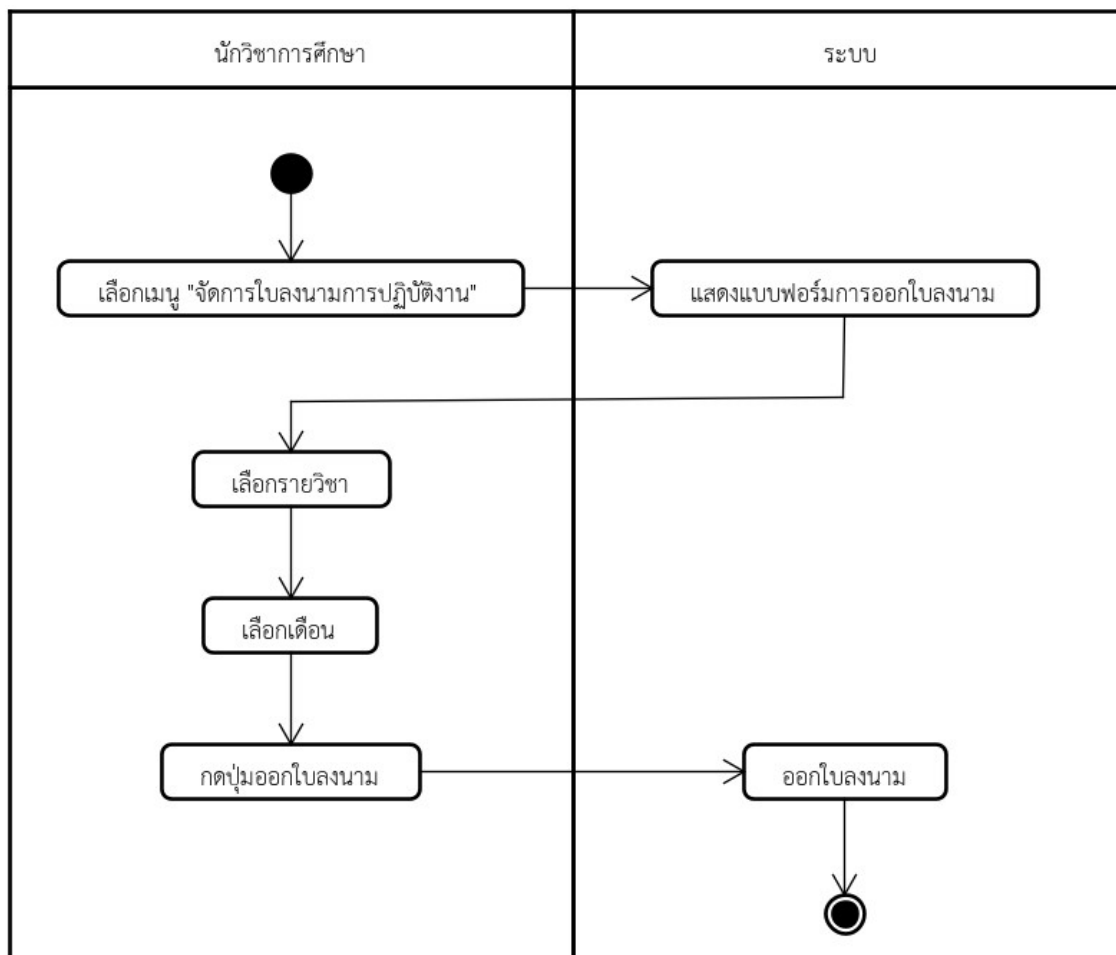 นักวิชาการศึกษา
ระบบ
เลือกเมนู "จัดการใบลงนามการปฏิบัติงาน"
แสดงแบบฟอร์มการออกใบลงนาม
เลือกรายวิชา
เลือกเดือน
กดปุ่มออกใบลงนาม
ออกใบลงนาม